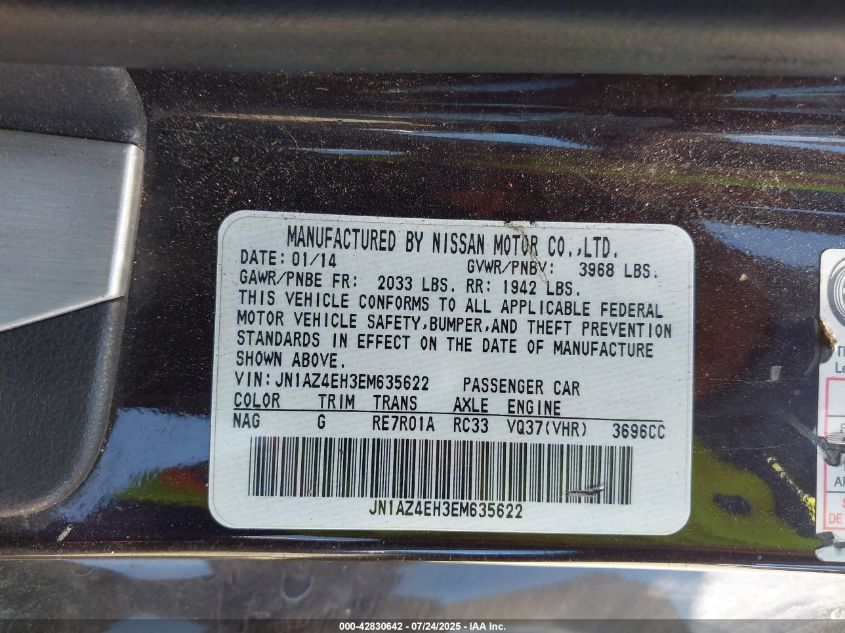 MANUFACTURED BY NISSAN MOTOR CO.,LTD.
DATE: 01/14 GVWR/PNBV: 3968 LBS.
GAWR/PNBE FR: 2033 LBS. RR: 1942 LBS.
THIS VEHICLE CONFORMS TO ALL APPLICABLE FEDERAL
MOTOR VEHICLE SAFETY,BUMPER,AND THEFT PREVENTION
STANDARDS IN EFFECT ON THE DATE OF MANUFACTURE
SHOWN ABOVE.
VIN: JN1AZ4EH3EM635622 PASSENGER CAR
COLOR TRIM TRANS AXLE ENGINE
NAG G RE7R01A RC33 VQ37(VHR) 3696CC
JN1AZ4EH3EM635622
000-42830642 / 07/24/2025 - IAA Inc.